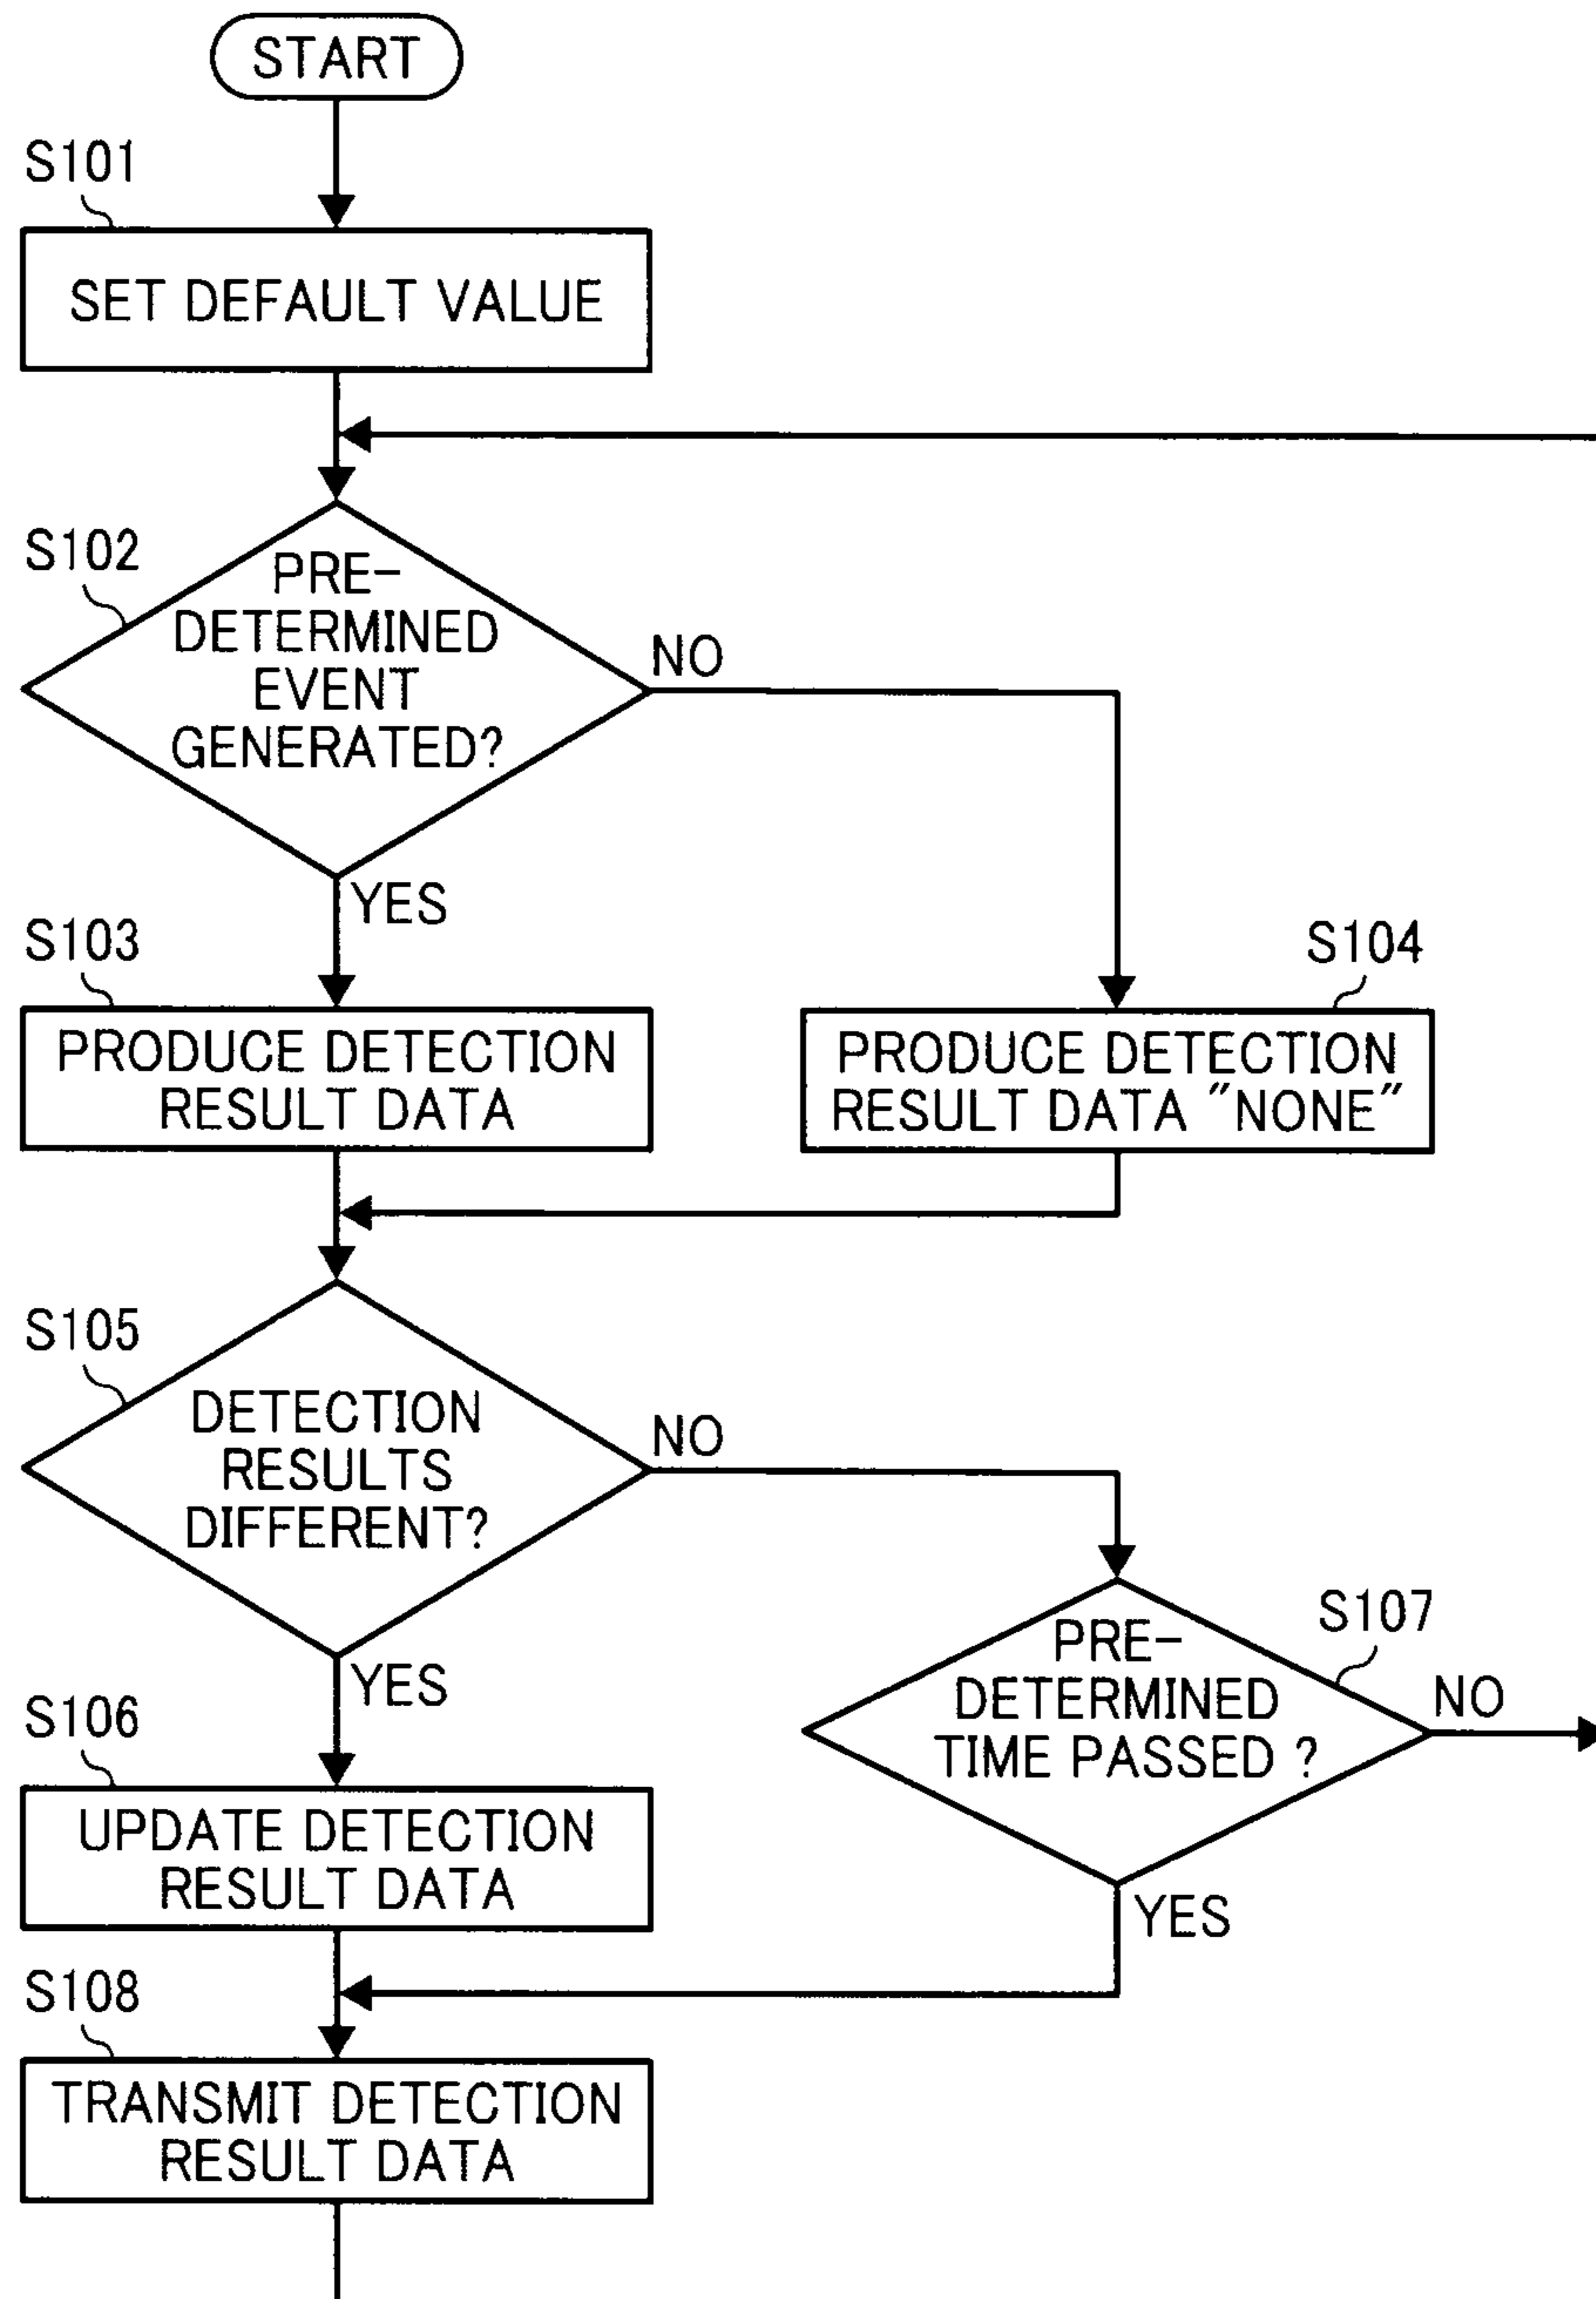 START
S101
SET DEFAULT VALUE
S102
PRE-
DETERMINED
EVENT
GENERATED?
NO
YES
S103
PRODUCE DETECTION
RESULT DATA
S104
PRODUCE DETECTION
RESULT DATA "NONE"
S105
DETECTION
RESULTS
DIFFERENT?
NO
YES
S107
PRE-
DETERMINED
TIME PASSED ?
NO
YES
S106
UPDATE DETECTION
RESULT DATA
S108
TRANSMIT DETECTION
RESULT DATA